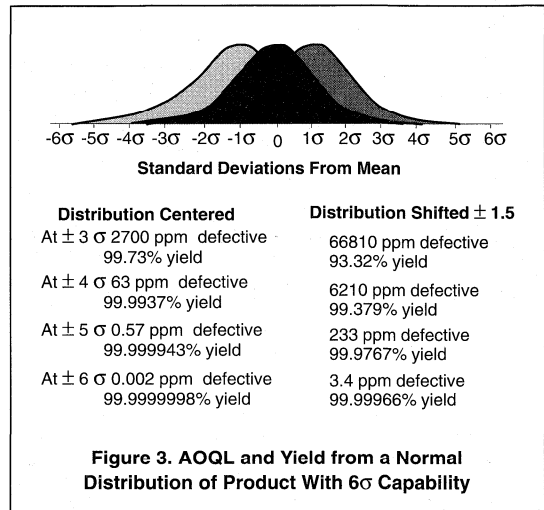 -6σ -5σ -4σ -3σ -2σ -1σ 0 1σ 2σ 3σ 4σ 5σ 6σ
Standard Deviations From Mean
Distribution Centered
At ± 3 σ 2700 ppm defective
99.73% yield
At ± 4 σ 63 ppm defective
99.9937% yield
At ± 5 σ 0.57 ppm defective
99.999943% yield
At ± 6 σ 0.002 ppm defective
99.9999998% yield
Distribution Shifted ± 1.5
66810 ppm defective
93.32% yield
6210 ppm defective
99.379% yield
233 ppm defective
99.9767% yield
3.4 ppm defective
99.99966% yield
Figure 3. AOQL and Yield from a Normal
Distribution of Product With 6σ Capability